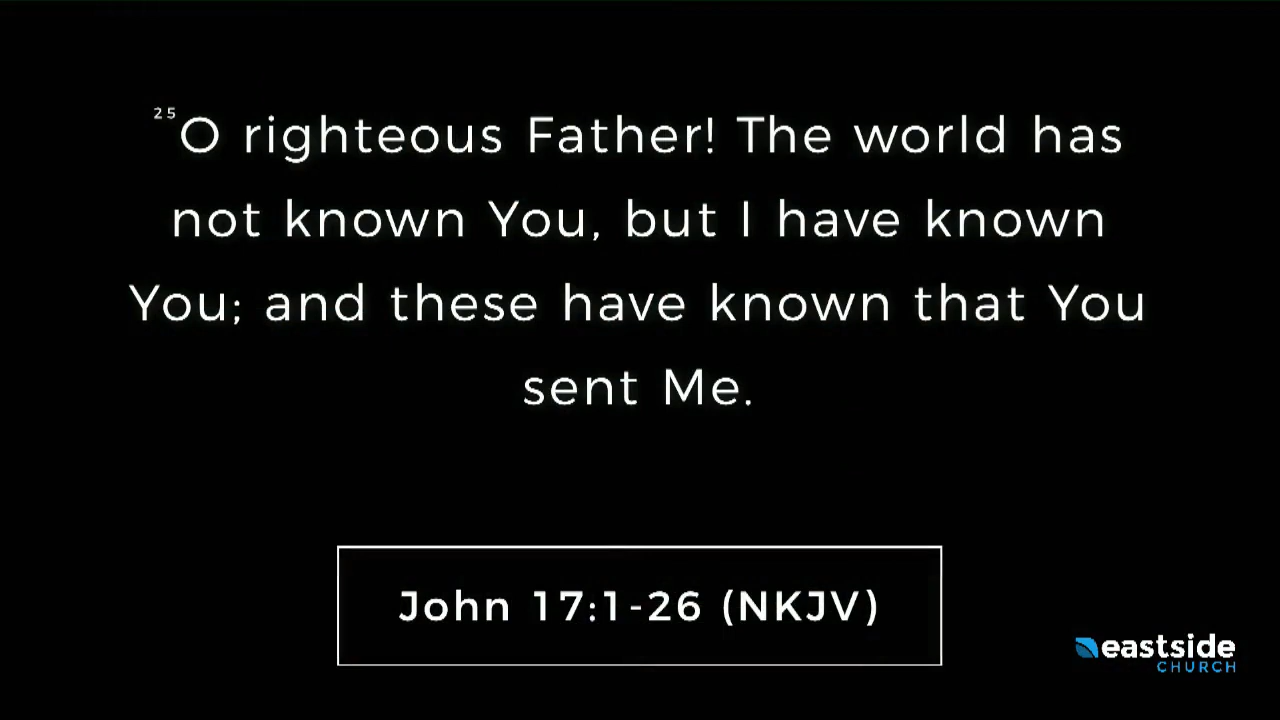 25 O righteous Father! The world has
not known You, but I have known
You; and these have known that You
sent Me.
John 17:1-26 (NKJV)
eastside
CHURCH